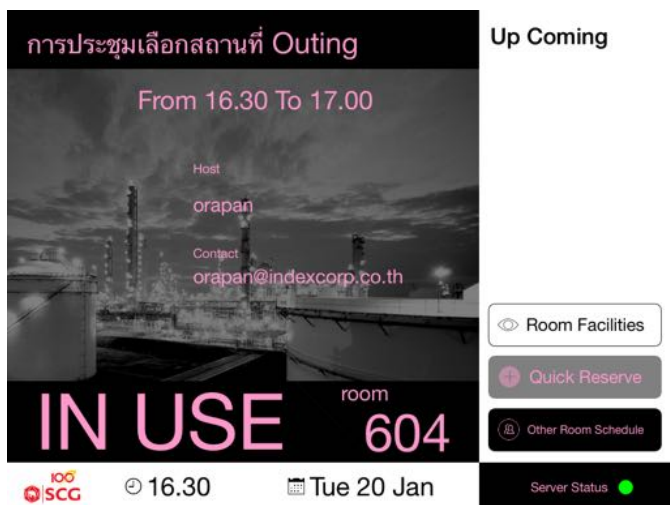 การประชุมเลือกสถานที่ Outing
From 16.30 To 17.00
Host
orapan
Contact
orapan@indexcorp.co.th
IN USE
room
604
Up Coming
Room Facilities
Quick Reserve
Other Room Schedule
100
SCG
16.30
Tue 20 Jan
Server Status